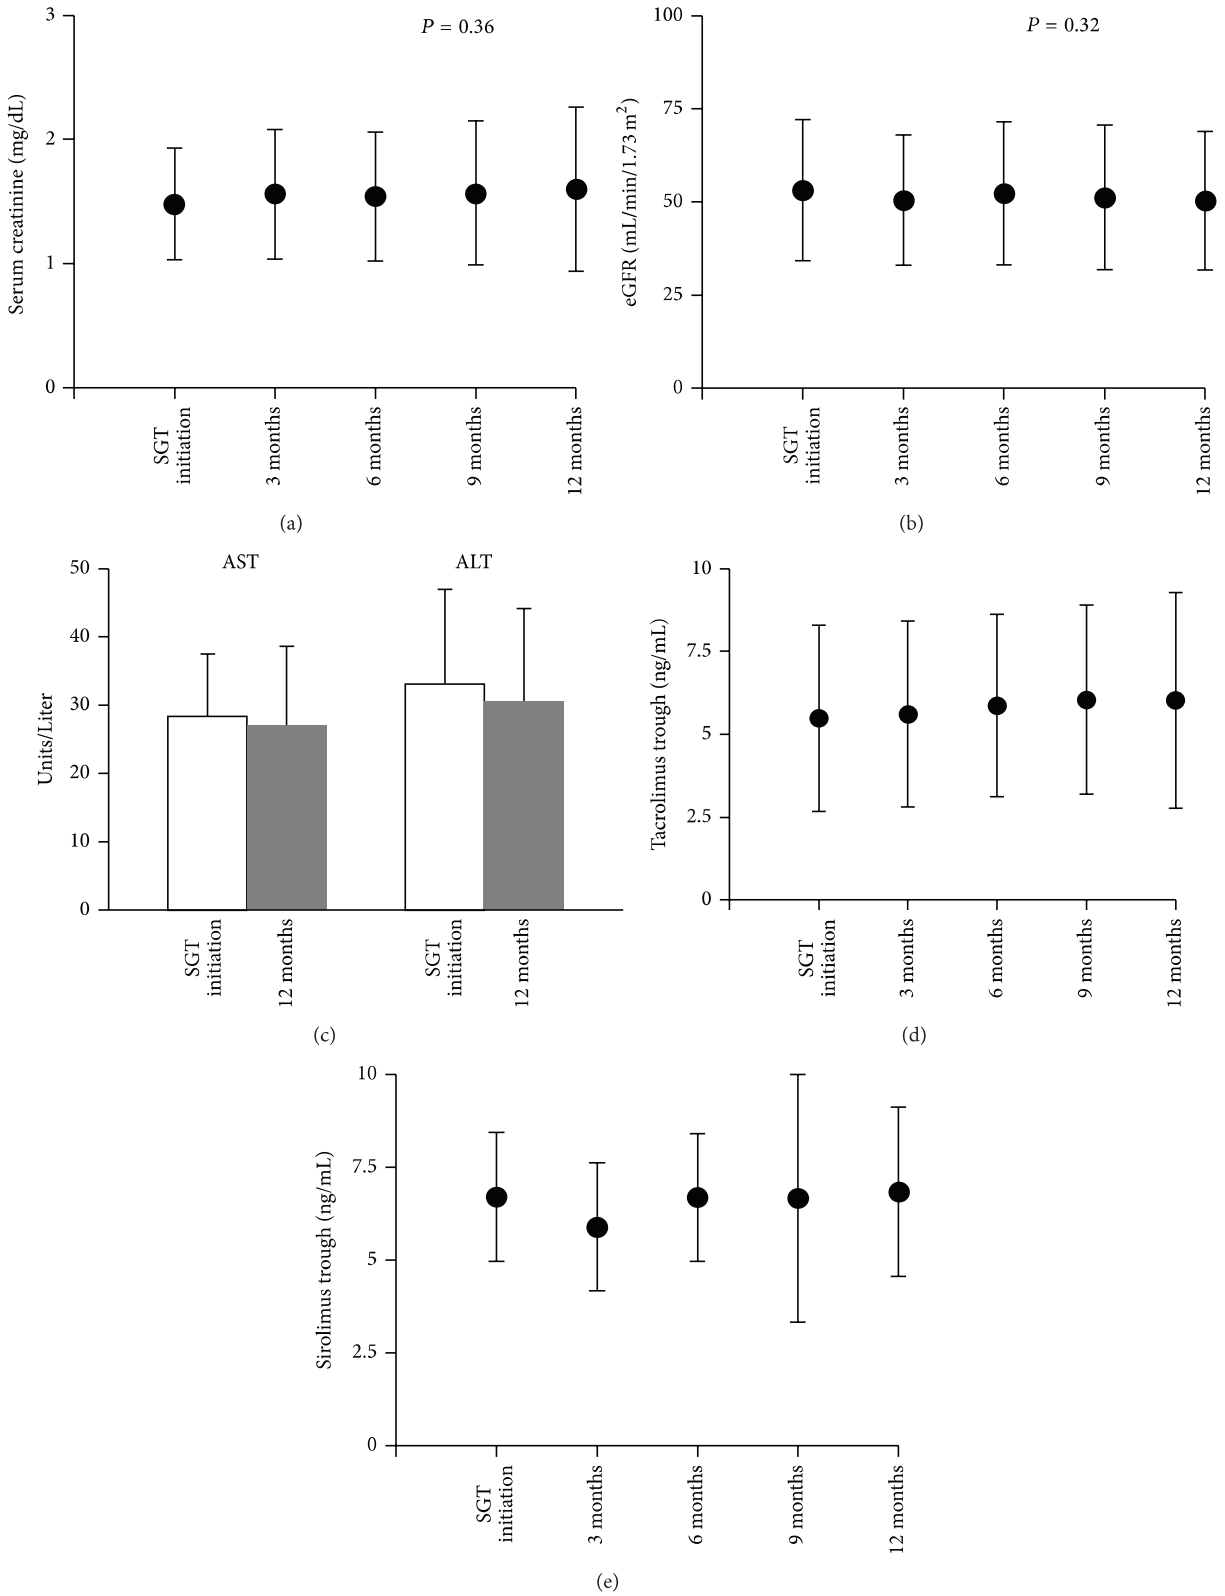 P = 0.36
3
2
1
0
Serum creatinine (mg/dL)
SGT
initiation
3 months
6 months
9 months
12 months
(a)
P = 0.32
100
75
50
25
0
eGFR (mL/min/1.73 m²)
SGT
initiation
3 months
6 months
9 months
12 months
(b)
AST
ALT
50
40
30
20
10
0
Units/Liter
SGT
initiation
12 months
SGT
initiation
12 months
(c)
10
7.5
5
2.5
0
Tacrolimus trough (ng/mL)
SGT
initiation
3 months
6 months
9 months
12 months
(d)
10
7.5
5
2.5
0
Sirolimus trough (ng/mL)
SGT
initiation
3 months
6 months
9 months
12 months
(e)